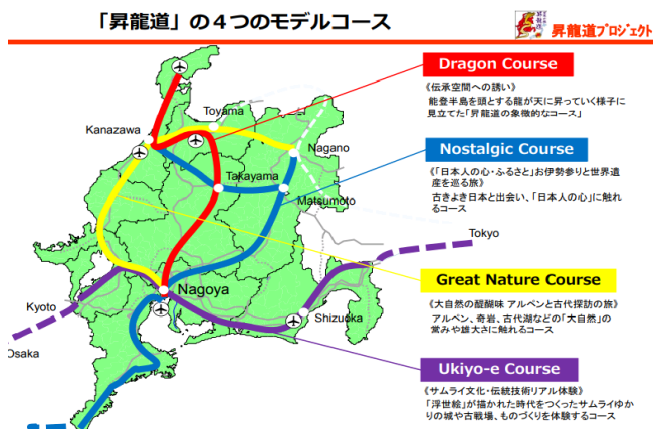 「昇龍道」の４つのモデルコース
昇龍道プロジェクト
Dragon Course
《伝承空間への誘い》
能登半島を頭とする龍が天に昇っていく様子に
見立てた「昇龍道の象徴的なコース」
Toyama
Kanazawa
Nagano
Nostalgic Course
《「日本人の心・ふるさと」お伊勢参りと世界遺
産を巡る旅》
古きよき日本と出会い、「日本人の心」に触れ
るコース
Takayama
Matsumoto
Tokyo
Great Nature Course
《大自然の醍醐味 アルペンと古代探訪の旅》
アルペン、奇岩、古代湖などの「大自然」の
営みや雄大さに触れるコース
Nagoya
Kyoto
Shizuoka
Osaka
Ukiyo-e Course
《サムライ文化・伝統技術リアル体験》
「浮世絵」が描かれた時代をつくったサムライゆか
りの城や古戦場、ものづくりを体験するコース